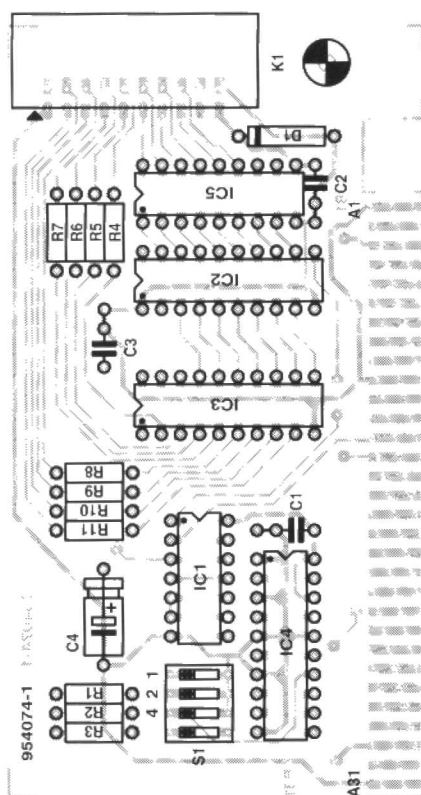 K1
D1
IC5
C2
A1
R7
R6
R5
R4
IC2
C3
IC3
R8
R9
R10
R11
C1
IC1
IC4
C4
+
954074-1
R1
R2
R3
1
2
4
S1
A31